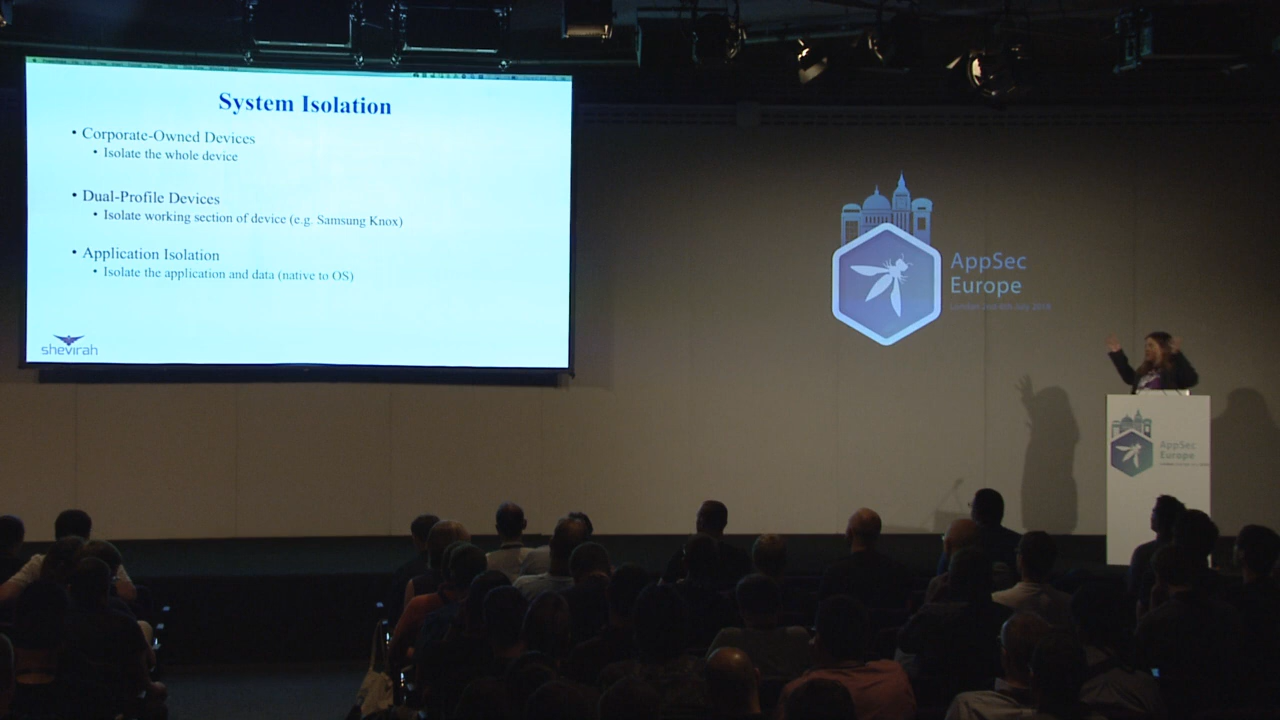 System Isolation
• Corporate-Owned Devices
• Isolate the whole device
• Dual-Profile Devices
• Isolate working section of device (e.g. Samsung Knox)
• Application Isolation
• Isolate the application and data (native to OS)
shevirah
AppSec
Europe
AppSec
Europe